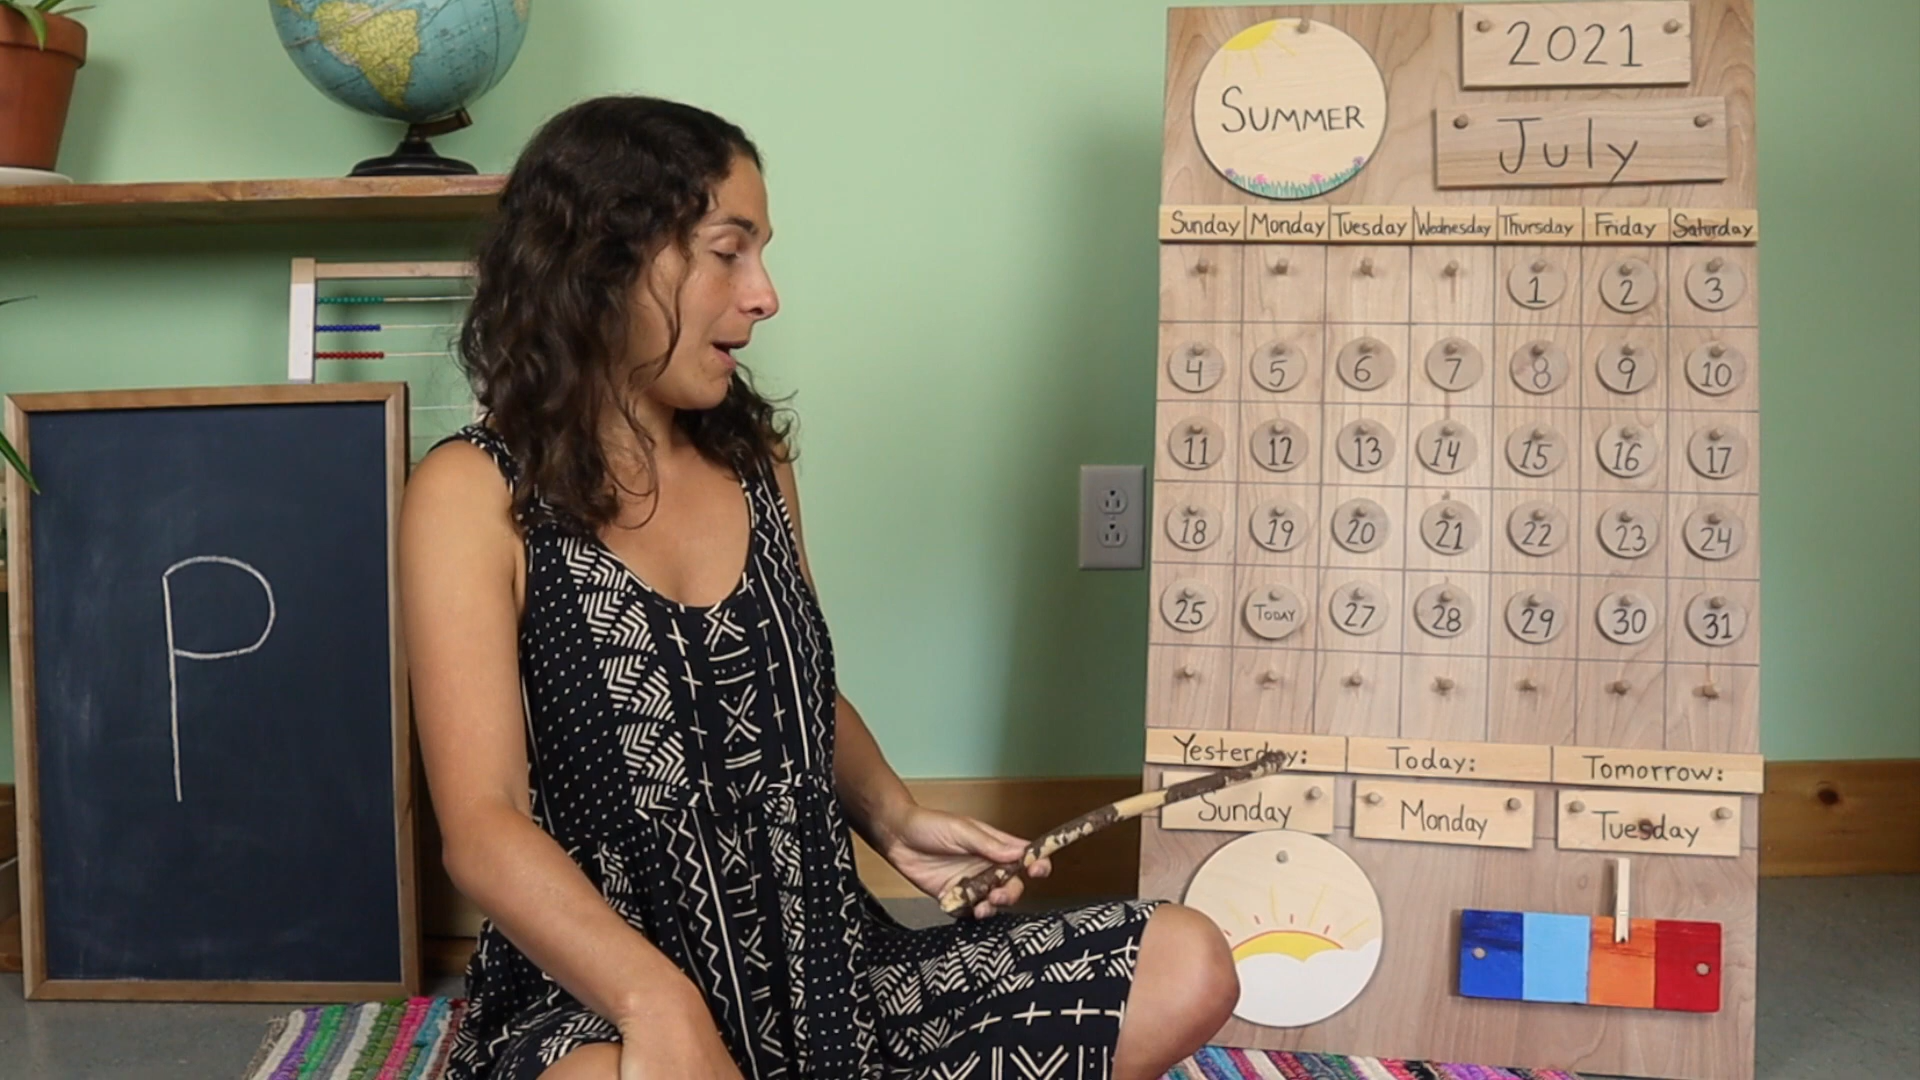 2021
SUMMER
July
Sunday Monday Tuesday Wednesday Thursday Friday Saturday
1 2 3
4 5 6 7 8 9 10
11 12 13 14 15 16 17
18 19 20 21 22 23 24
25 TODAY 27 28 29 30 31
Yesterday: Today: Tomorrow:
Sunday Monday Tuesday
P